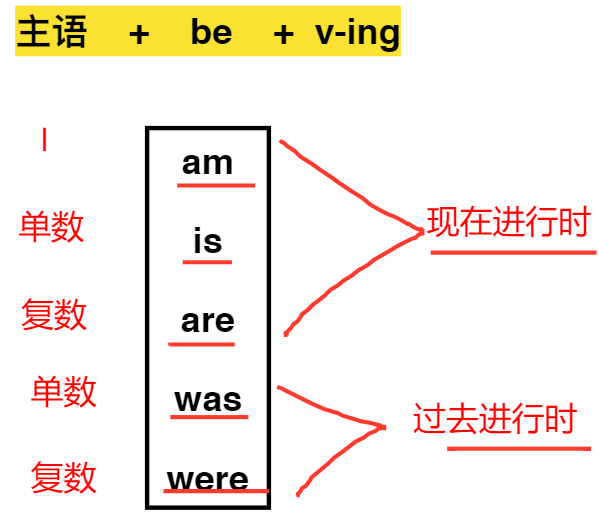 主语 + be + v-ing
I am
单数 is 现在进行时
复数 are
单数 was 过去进行时
复数 were